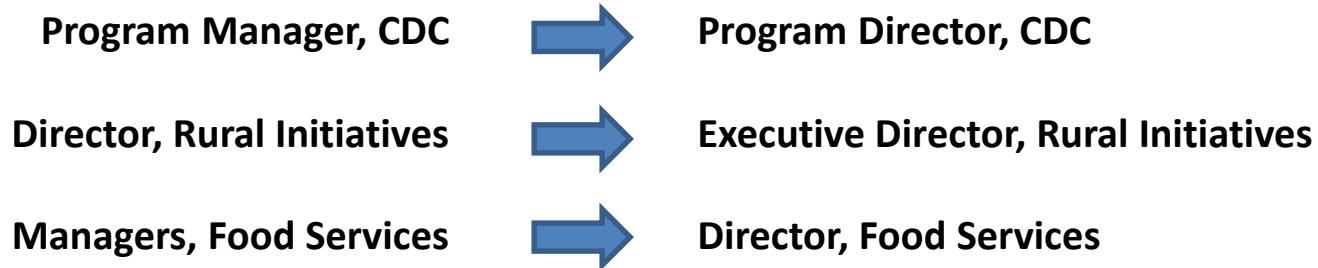 Program Manager, CDC Program Director, CDC
Director, Rural Initiatives Executive Director, Rural Initiatives
Managers, Food Services Director, Food Services